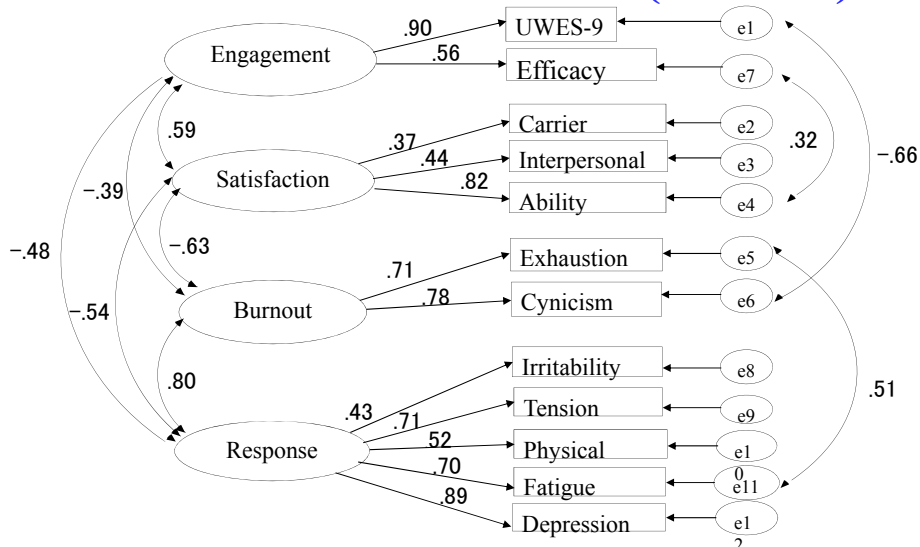 .90
UWES-9
e1
Engagement
.56
Efficacy
e7
.59
Carrier
e2
.37
.32
-.66
.44
Interpersonal
e3
Satisfaction
.82
Ability
e4
-.39
-.48
-.63
Exhaustion
e5
.71
Burnout
.78
Cynicism
e6
-.54
.80
Irritability
e8
.51
.43
Tension
e9
.71
Response
52
Physical
e1
0
.70
Fatigue
e11
.89
Depression
e1
2